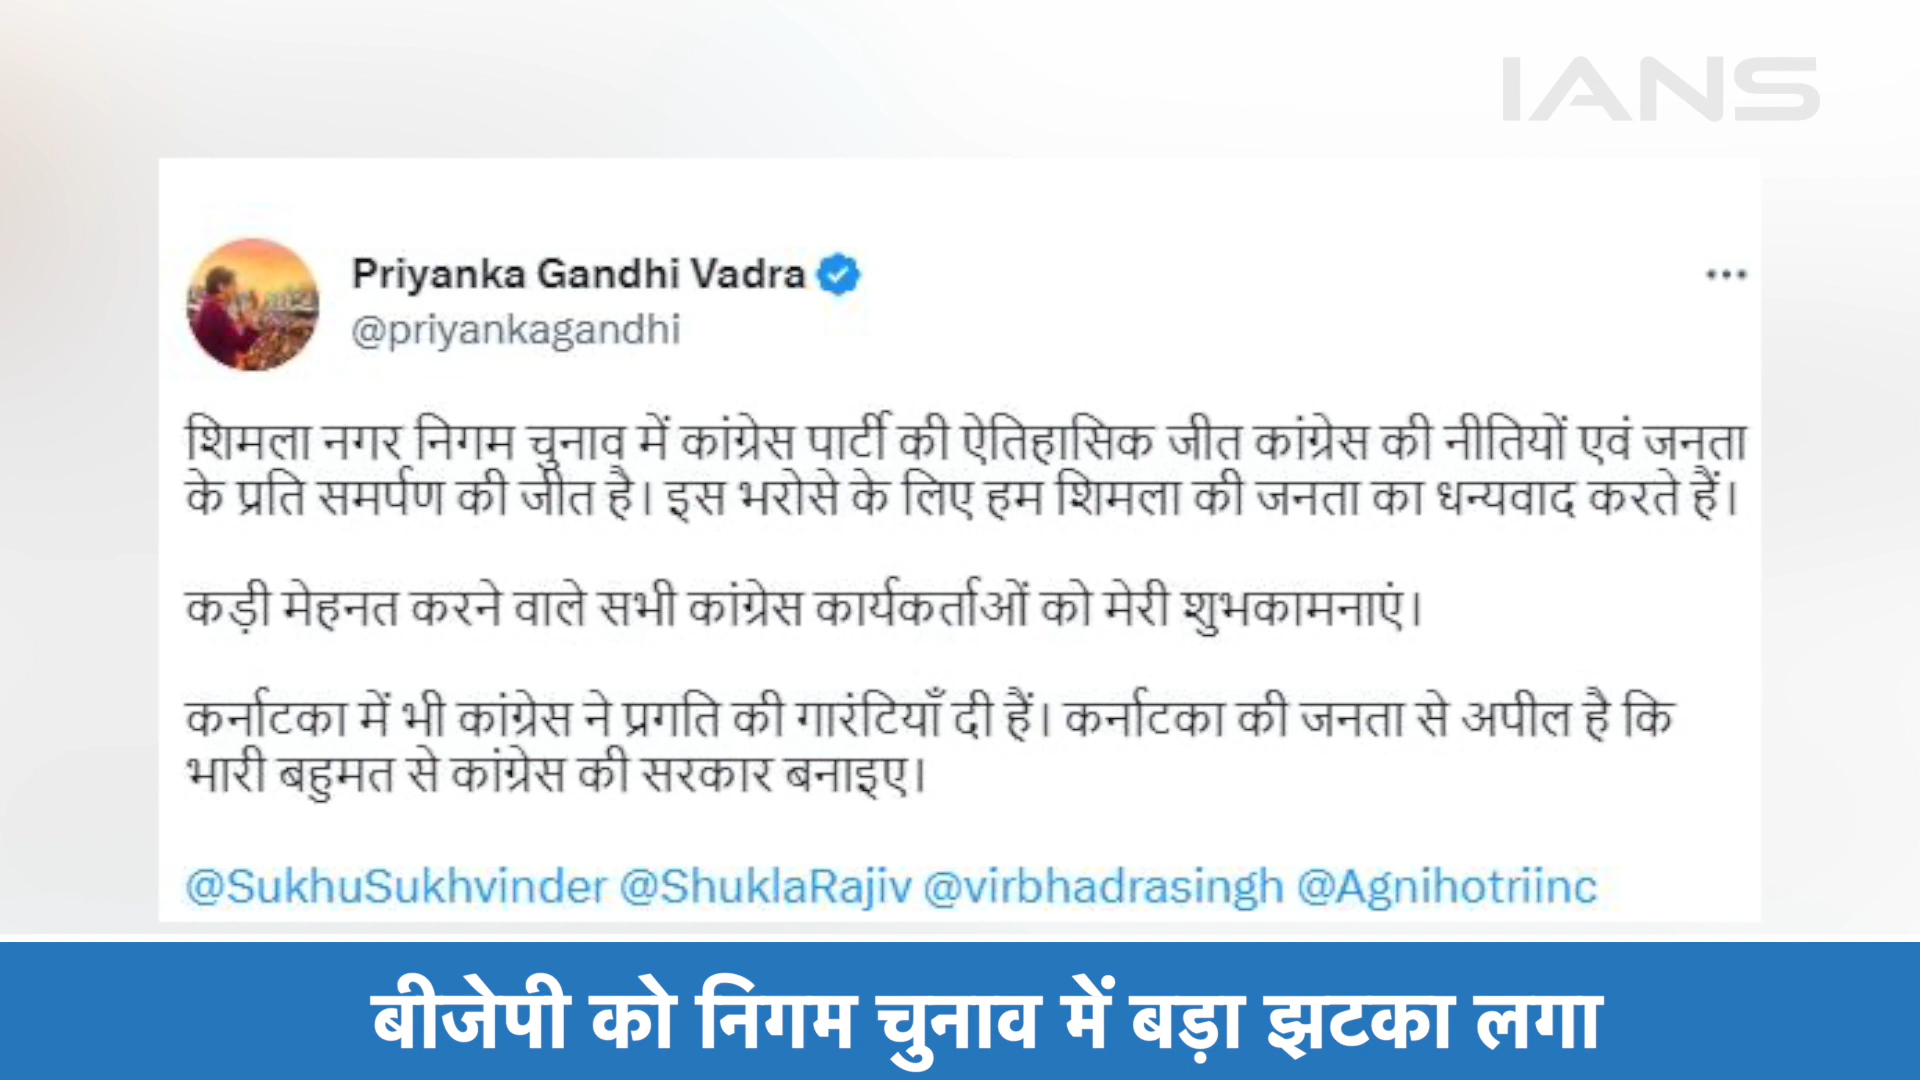 IANS
Priyanka Gandhi Vadra
@priyankagandhi
शिमला नगर निगम चुनाव में कांग्रेस पार्टी की ऐतिहासिक जीत कांग्रेस की नीतियों एवं जनता
के प्रति समर्पण की जीत है। इस भरोसे के लिए हम शिमला की जनता का धन्यवाद करते हैं।
कड़ी मेहनत करने वाले सभी कांग्रेस कार्यकर्ताओं को मेरी शुभकामनाएं।
कर्नाटका में भी कांग्रेस ने प्रगति की गारंटियाँ दी हैं। कर्नाटका की जनता से अपील है कि
भारी बहुमत से कांग्रेस की सरकार बनाइए।
@SukhuSukhvinder @ShuklaRajiv @virbhadrasingh @Agnihotriinc
बीजेपी को निगम चुनाव में बड़ा झटका लगा